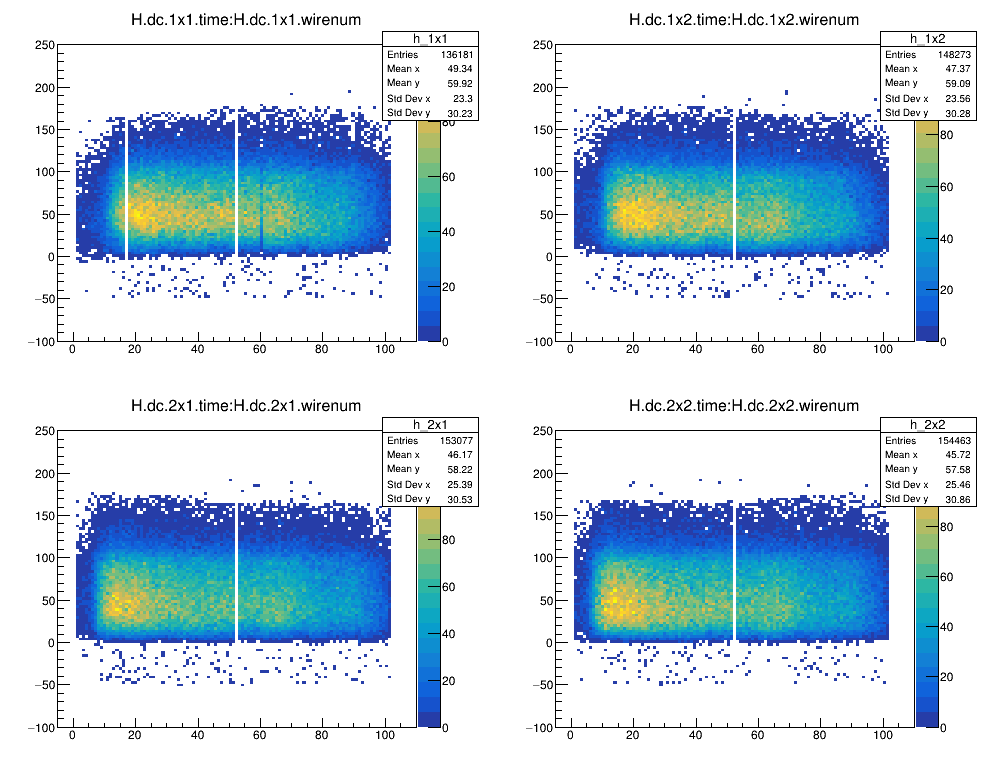 H.dc.1x1.time:H.dc.1x1.wirenum
h_1x1
Entries 136181
Mean x 49.34
Mean y 59.92
Std Dev x 23.3
Std Dev y 30.23
250
200
150
100
50
0
−50
−100
0 20 40 60 80 100
80
60
40
20
0
H.dc.1x2.time:H.dc.1x2.wirenum
h_1x2
Entries 148273
Mean x 47.37
Mean y 59.09
Std Dev x 23.56
Std Dev y 30.28
250
200
150
100
50
0
−50
−100
0 20 40 60 80 100
80
60
40
20
0
H.dc.2x1.time:H.dc.2x1.wirenum
h_2x1
Entries 153077
Mean x 46.17
Mean y 58.22
Std Dev x 25.39
Std Dev y 30.53
250
200
150
100
50
0
−50
−100
0 20 40 60 80 100
80
60
40
20
0
H.dc.2x2.time:H.dc.2x2.wirenum
h_2x2
Entries 154463
Mean x 45.72
Mean y 57.58
Std Dev x 25.46
Std Dev y 30.86
250
200
150
100
50
0
−50
−100
0 20 40 60 80 100
80
60
40
20
0